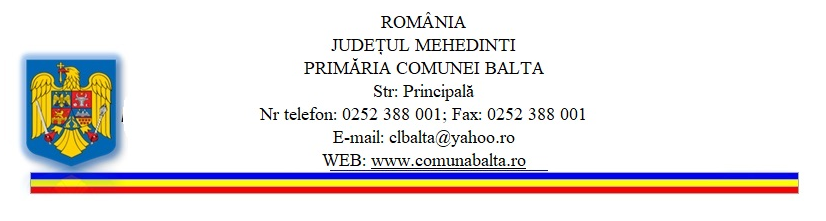 ROMÂNIA
JUDEȚUL MEHEDINTI
PRIMĂRIA COMUNEI BALTA
Str: Principală
Nr telefon: 0252 388 001; Fax: 0252 388 001
E-mail: clbalta@yahoo.ro
WEB: www.comunabalta.ro